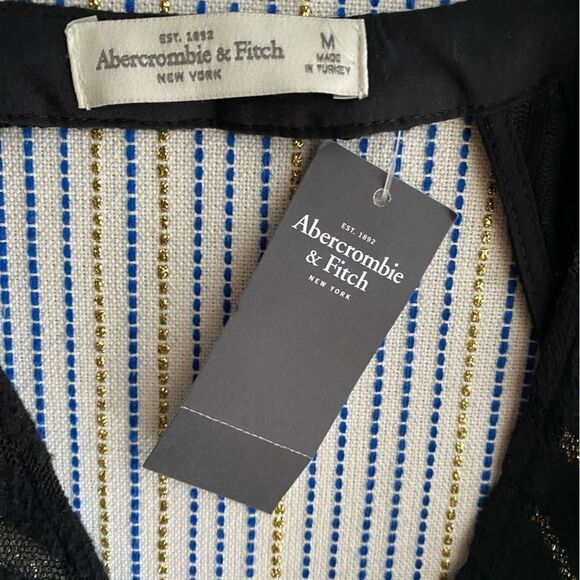 EST. 1892
Abercrombie & Fitch
NEW YORK
M
MADE
IN TURKEY
EST. 1892
Abercrombie
& Fitch
NEW YORK